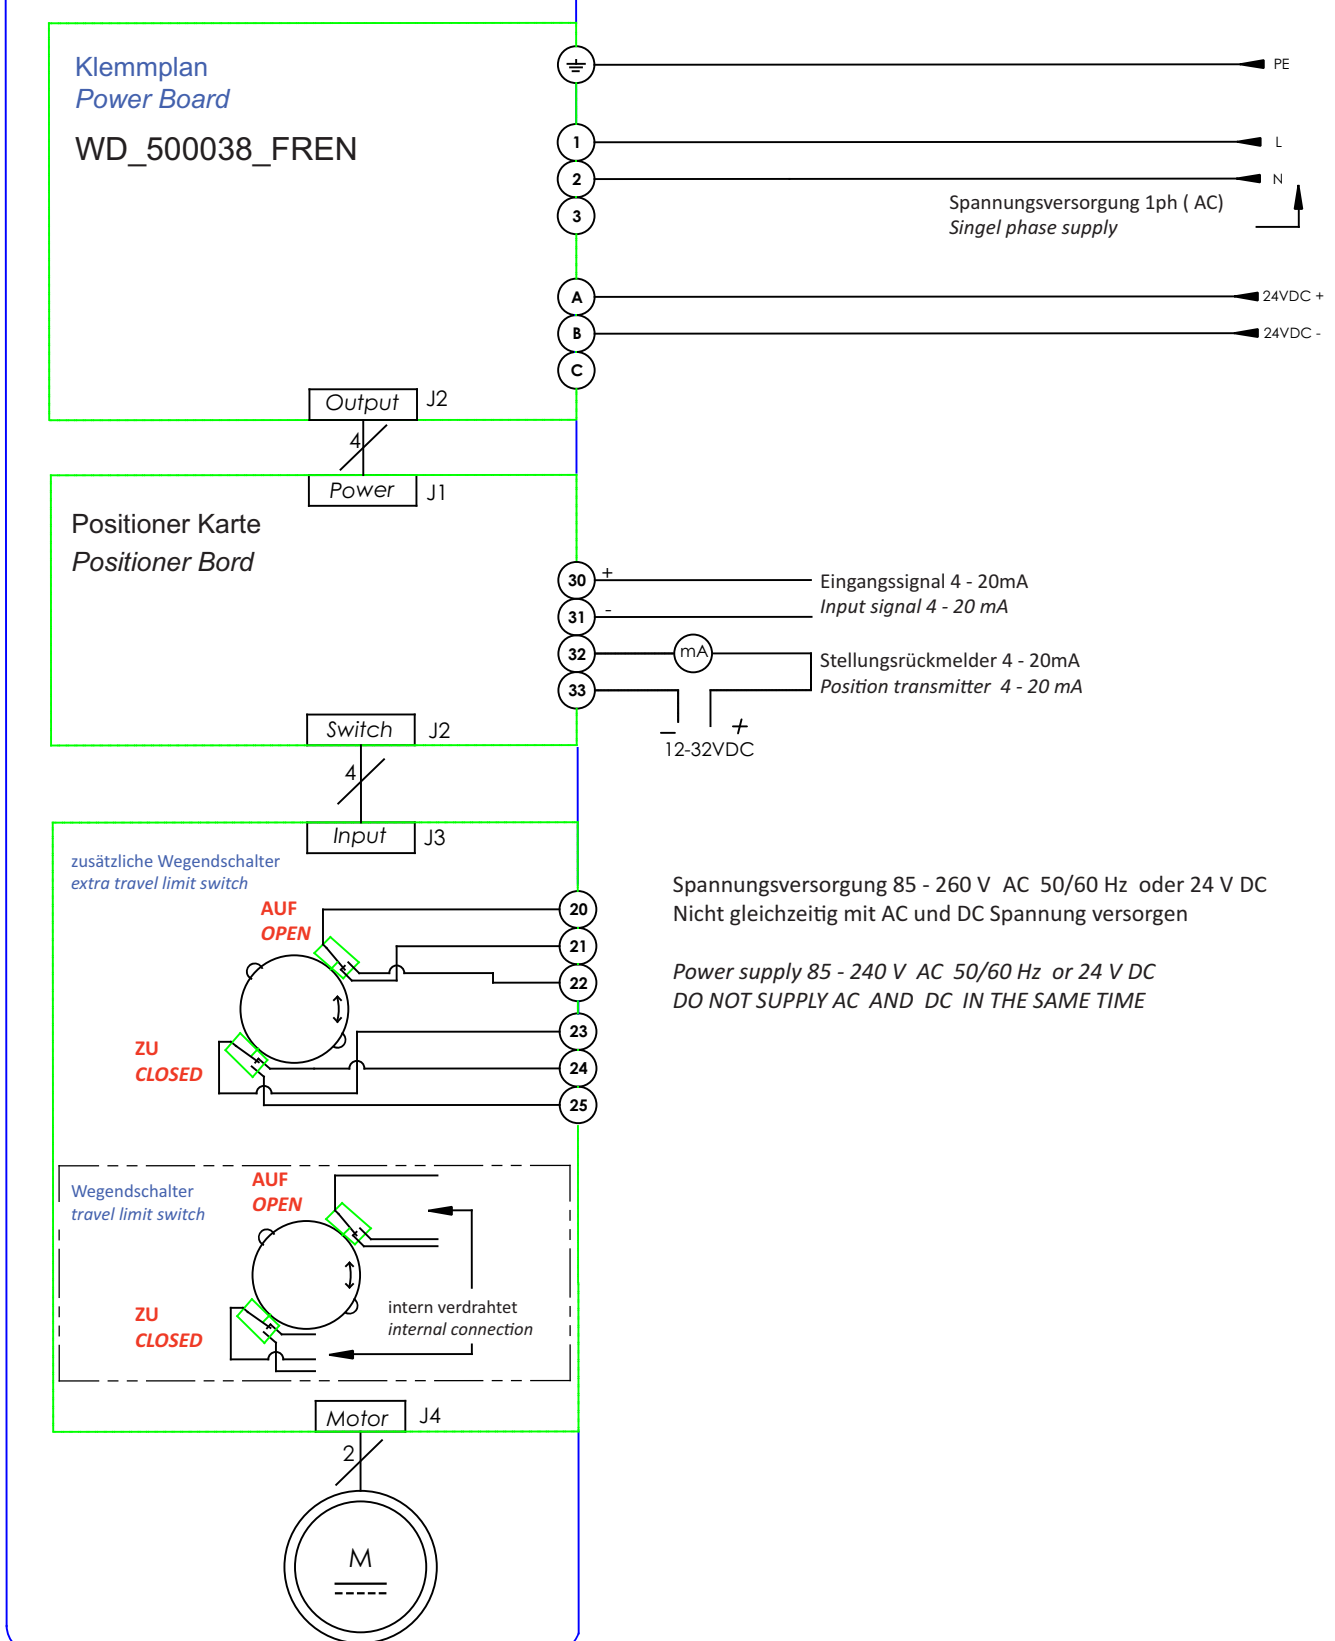 Klemmplan
Power Board
WD_500038_FREN
PE
1
L
2
N
3
Spannungsversorgung 1ph ( AC)
Singel phase supply
A
24VDC +
B
24VDC -
C
Output
J2
4
Power
J1
Positioner Karte
Positioner Bord
30
+
Eingangssignal 4 - 20mA
Input signal 4 - 20 mA
31
-
32
mA
Stellungsrückmelder 4 - 20mA
Position transmitter 4 - 20 mA
33
- +
12-32VDC
Switch
J2
4
Input
J3
zusätzliche Wegendschalter
extra travel limit switch
AUF
OPEN
20
21
22
23
ZU
CLOSED
24
25
Spannungsversorgung 85 - 260 V AC 50/60 Hz oder 24 V DC
Nicht gleichzeitig mit AC und DC Spannung versorgen
Power supply 85 - 240 V AC 50/60 Hz or 24 V DC
DO NOT SUPPLY AC AND DC IN THE SAME TIME
Wegendschalter
travel limit switch
AUF
OPEN
ZU
CLOSED
intern verdrahtet
internal connection
Motor
J4
2
M